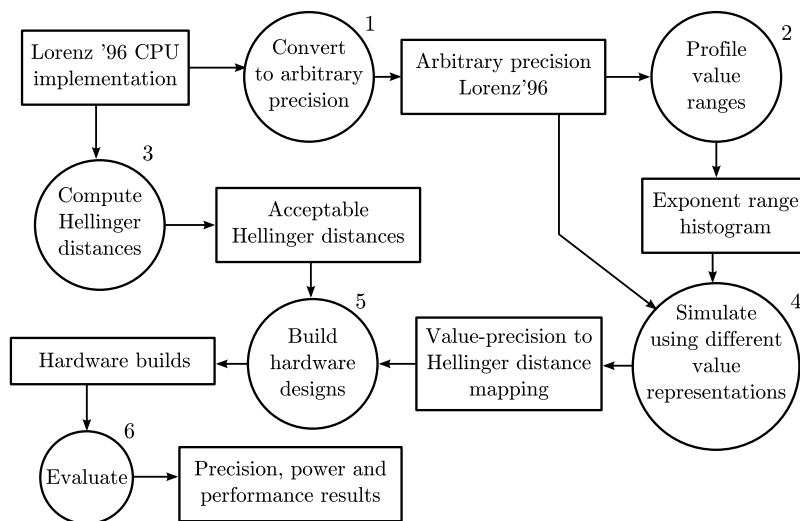 Lorenz '96 CPU
implementation
1
Convert
to arbitrary
precision
Arbitrary precision
Lorenz'96
2
Profile
value
ranges
3
Compute
Hellinger
distances
Acceptable
Hellinger distances
Exponent range
histogram
4
Simulate
using different
value
representations
5
Build
hardware
designs
Value-precision to
Hellinger distance
mapping
Hardware builds
6
Evaluate
Precision, power and
performance results